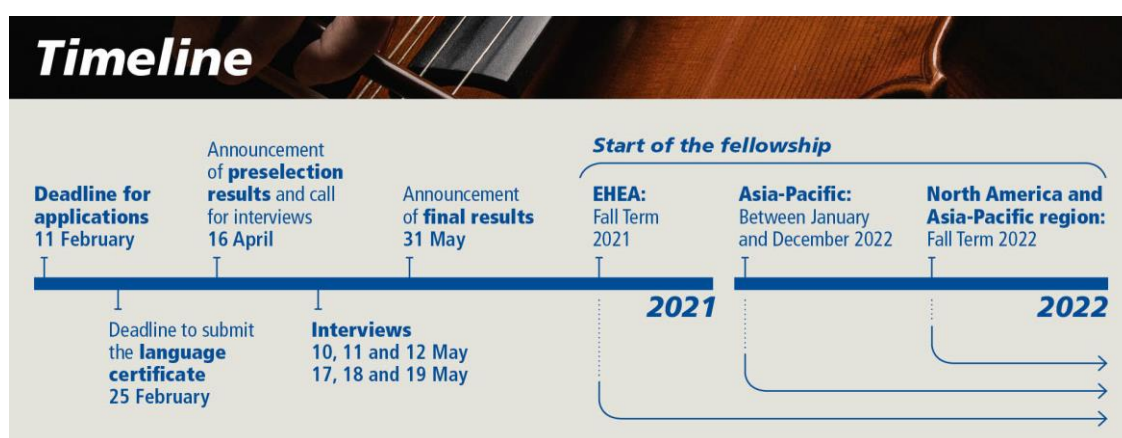 Timeline
Deadline for
applications
11 February
Deadline to submit
the language
certificate
25 February
Announcement
of preselection
results and call
for interviews
16 April
Interviews
10, 11 and 12 May
17, 18 and 19 May
Announcement
of final results
31 May
Start of the fellowship
EHEA:
Fall Term
2021
Asia-Pacific:
Between January
and December 2022
North America and
Asia-Pacific region:
Fall Term 2022
2021
2022